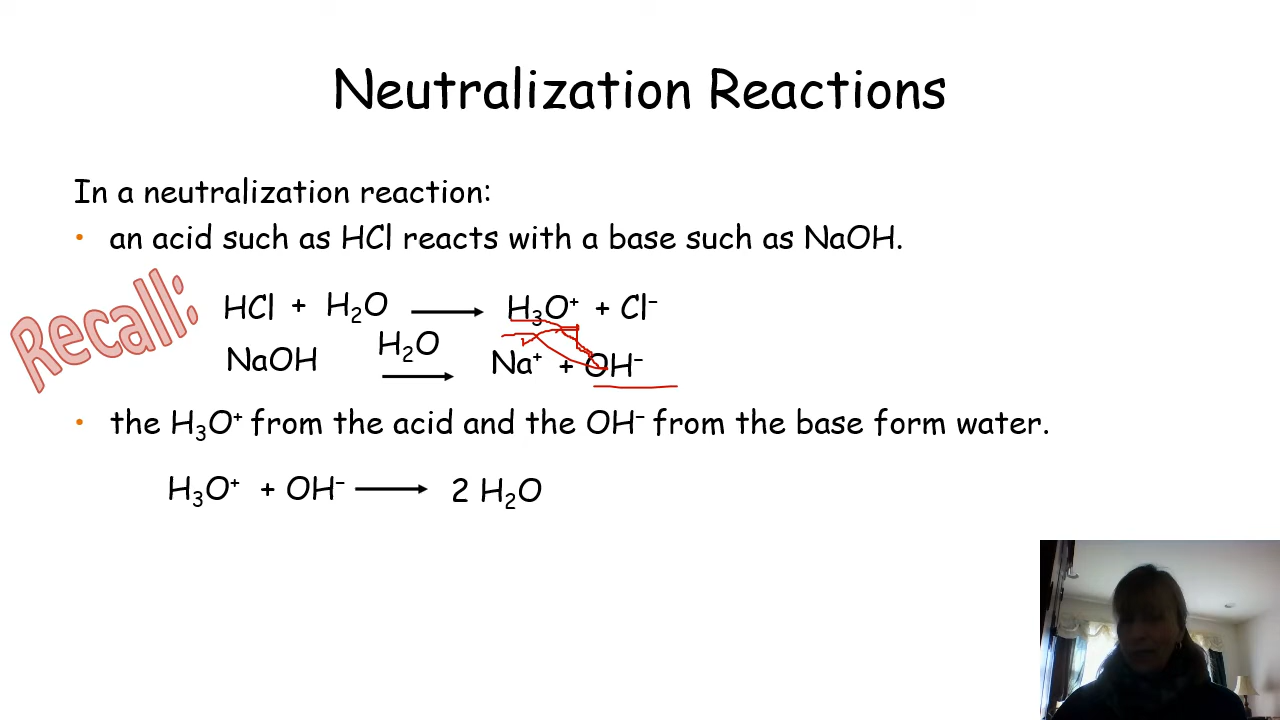 Neutralization Reactions
In a neutralization reaction:
• an acid such as HCl reacts with a base such as NaOH.
Recall:
HCl + H₂O ⟶ H₃O⁺ + Cl⁻
H₂O
NaOH ⟶ Na⁺ + OH⁻
• the H₃O⁺ from the acid and the OH⁻ from the base form water.
H₃O⁺ + OH⁻ ⟶ 2 H₂O